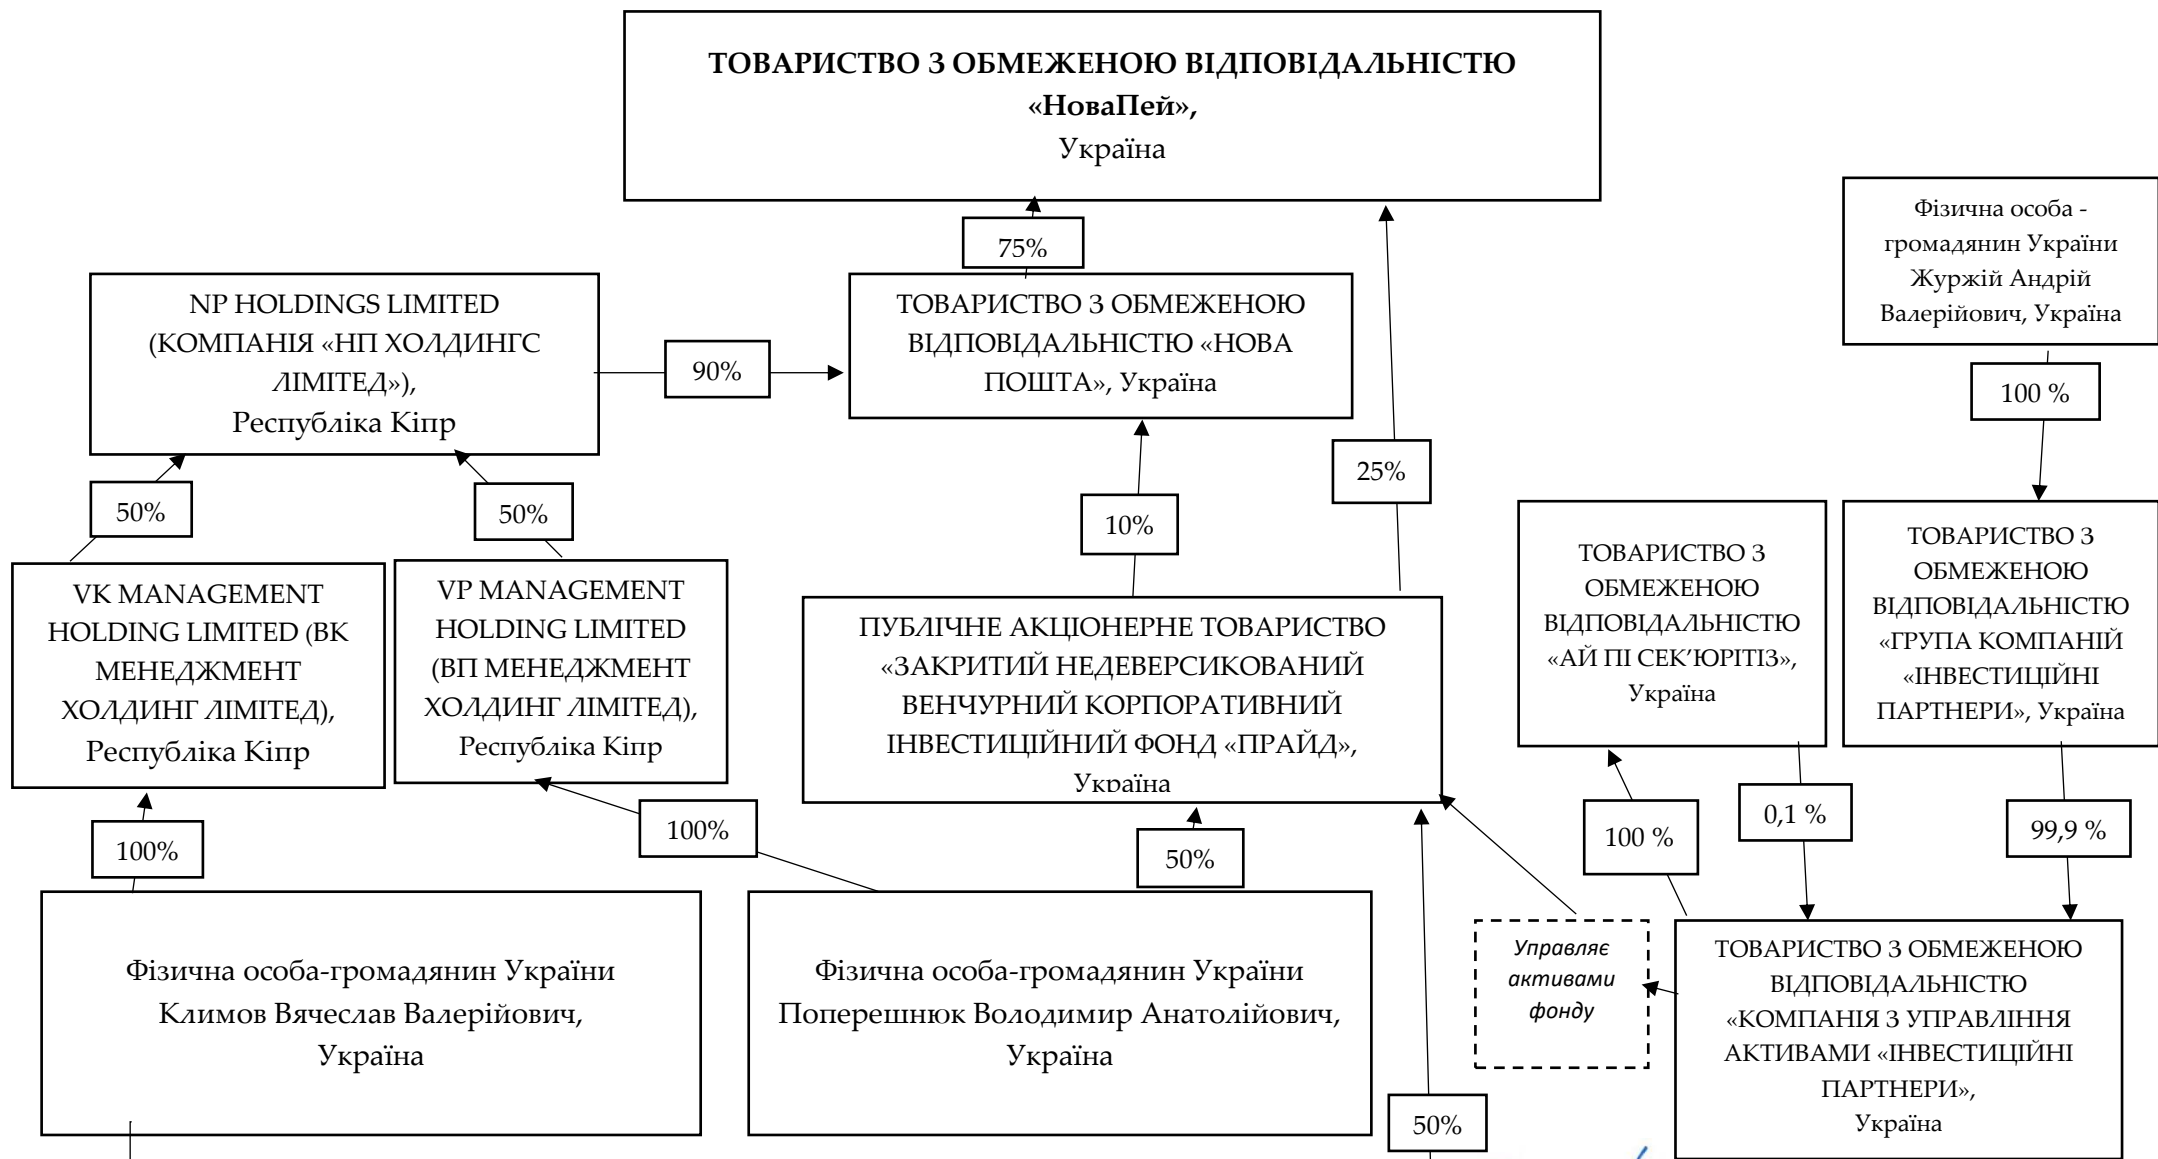 ТОВАРИСТВО З ОБМЕЖЕНОЮ ВІДПОВІДАЛЬНІСТЮ
«НоваПей»,
Україна
Фізична особа -
громадянин України
Журжій Андрій
Валерійович, Україна
75%
NP HOLDINGS LIMITED
(КОМПАНІЯ «НП ХОЛДИНГС
ЛІМІТЕД»),
Республіка Кіпр
90%
ТОВАРИСТВО З ОБМЕЖЕНОЮ
ВІДПОВІДАЛЬНІСТЮ «НОВА
ПОШТА», Україна
100 %
50%
50%
10%
25%
VK MANAGEMENT
HOLDING LIMITED (ВК
МЕНЕДЖМЕНТ
ХОЛДИНГ ЛІМІТЕД),
Республіка Кіпр
VP MANAGEMENT
HOLDING LIMITED
(ВП МЕНЕДЖМЕНТ
ХОЛДИНГ ЛІМІТЕД),
Республіка Кіпр
ПУБЛІЧНЕ АКЦІОНЕРНЕ ТОВАРИСТВО
«ЗАКРИТИЙ НЕДЕВЕРСИКОВАНИЙ
ВЕНЧУРНИЙ КОРПОРАТИВНИЙ
ІНВЕСТИЦІЙНИЙ ФОНД «ПРАЙД»,
Україна
ТОВАРИСТВО З
ОБМЕЖЕНОЮ
ВІДПОВІДАЛЬНІСТЮ
«АЙ ПІ СЕК’ЮРІТІЗ»,
Україна
ТОВАРИСТВО З
ОБМЕЖЕНОЮ
ВІДПОВІДАЛЬНІСТЮ
«ГРУПА КОМПАНІЙ
«ІНВЕСТИЦІЙНІ
ПАРТНЕРИ», Україна
100%
100%
50%
100 %
0,1 %
99,9 %
Фізична особа-громадянин України
Климов Вячеслав Валерійович,
Україна
Фізична особа-громадянин України
Поперешнюк Володимир Анатолійович,
Україна
Управляє
активами
фонду
ТОВАРИСТВО З ОБМЕЖЕНОЮ
ВІДПОВІДАЛЬНІСТЮ
«КОМПАНІЯ З УПРАВЛІННЯ
АКТИВАМИ «ІНВЕСТИЦІЙНІ
ПАРТНЕРИ»,
Україна
50%